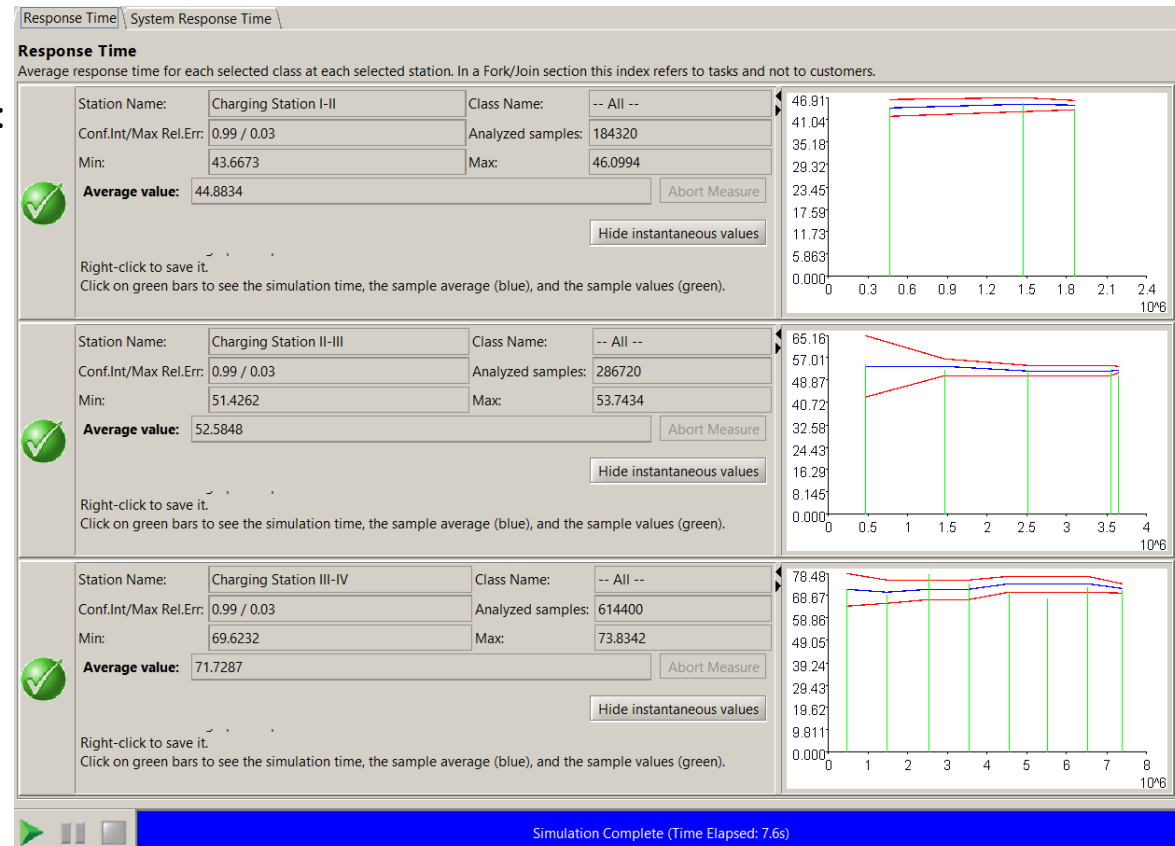 Response Time System Response Time
Response Time
Average response time for each selected class at each selected station. In a Fork/Join section this index refers to tasks and not to customers.
:
Station Name: Charging Station I-II Class Name: -- All --
Conf.Int/Max Rel.Err: 0.99 / 0.03 Analyzed samples: 184320
Min: 43.6673 Max: 46.0994
Average value: 44.8834 Abort Measure
Hide instantaneous values
Right-click to save it.
Click on green bars to see the simulation time, the sample average (blue), and the sample values (green).
46.91
41.04
35.18
29.32
23.45
17.59
11.73
5.863
0.000
0 0.3 0.6 0.9 1.2 1.5 1.8 2.1 2.4
10^6
Station Name: Charging Station II-III Class Name: -- All --
Conf.Int/Max Rel.Err: 0.99 / 0.03 Analyzed samples: 286720
Min: 51.4262 Max: 53.7434
Average value: 52.5848 Abort Measure
Hide instantaneous values
Right-click to save it.
Click on green bars to see the simulation time, the sample average (blue), and the sample values (green).
65.16
57.01
48.87
40.72
32.58
24.43
16.29
8.145
0.000
0 0.5 1 1.5 2 2.5 3 3.5 4
10^6
Station Name: Charging Station III-IV Class Name: -- All --
Conf.Int/Max Rel.Err: 0.99 / 0.03 Analyzed samples: 614400
Min: 69.6232 Max: 73.8342
Average value: 71.7287 Abort Measure
Hide instantaneous values
Right-click to save it.
Click on green bars to see the simulation time, the sample average (blue), and the sample values (green).
78.48
68.67
58.86
49.05
39.24
29.43
19.62
9.811
0.000
0 1 2 3 4 5 6 7 8
10^6
Simulation Complete (Time Elapsed: 7.6s)